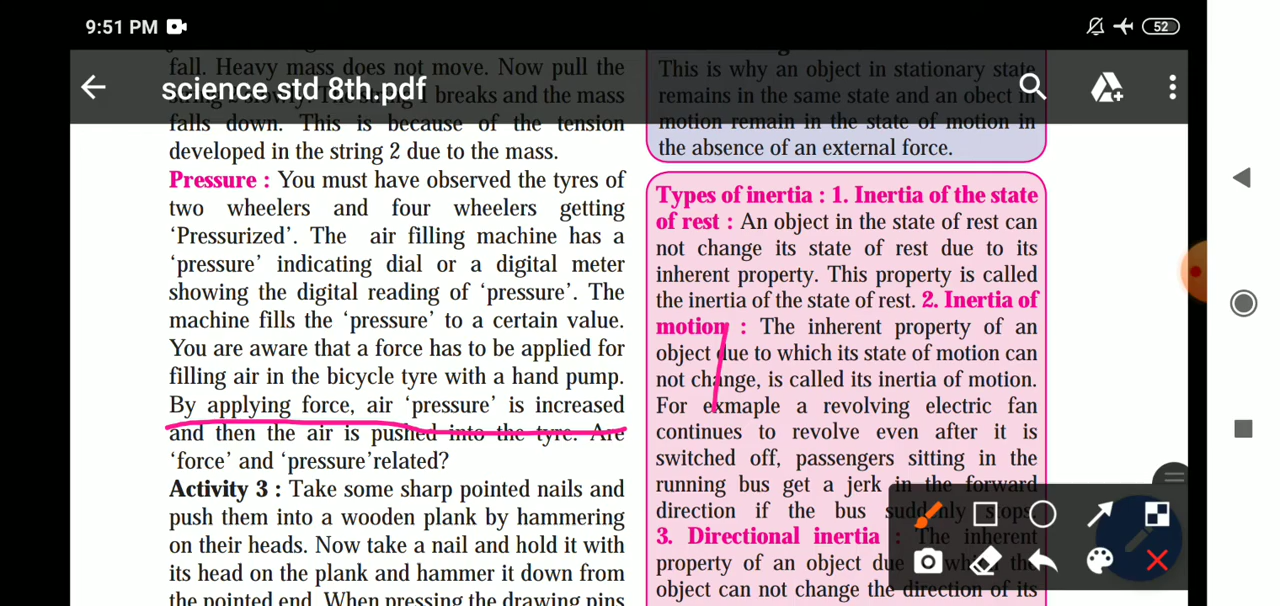 9:51 PM
52
science std 8th.pdf
fall. Heavy mass does not move. Now pull the
string 2 slowly. The string 1 breaks and the mass
falls down. This is because of the tension
developed in the string 2 due to the mass.
Pressure : You must have observed the tyres of
two wheelers and four wheelers getting
‘Pressurized’. The air filling machine has a
‘pressure’ indicating dial or a digital meter
showing the digital reading of ‘pressure’. The
machine fills the ‘pressure’ to a certain value.
You are aware that a force has to be applied for
filling air in the bicycle tyre with a hand pump.
By applying force, air ‘pressure’ is increased
and then the air is pushed into the tyre. Are
‘force’ and ‘pressure’related?
Activity 3 : Take some sharp pointed nails and
push them into a wooden plank by hammering
on their heads. Now take a nail and hold it with
its head on the plank and hammer it down from
the pointed end. When pressing the drawing pins
This is why an object in stationary state
remains in the same state and an obect in
motion remain in the state of motion in
the absence of an external force.
Types of inertia : 1. Inertia of the state
of rest : An object in the state of rest can
not change its state of rest due to its
inherent property. This property is called
the inertia of the state of rest. 2. Inertia of
motion : The inherent property of an
object due to which its state of motion can
not change, is called its inertia of motion.
For exmaple a revolving electric fan
continues to revolve even after it is
switched off, passengers sitting in the
running bus get a jerk in the forward
direction if the bus suddenly stops.
3. Directional inertia : The inherent
property of an object due to which the
object can not change the direction of its